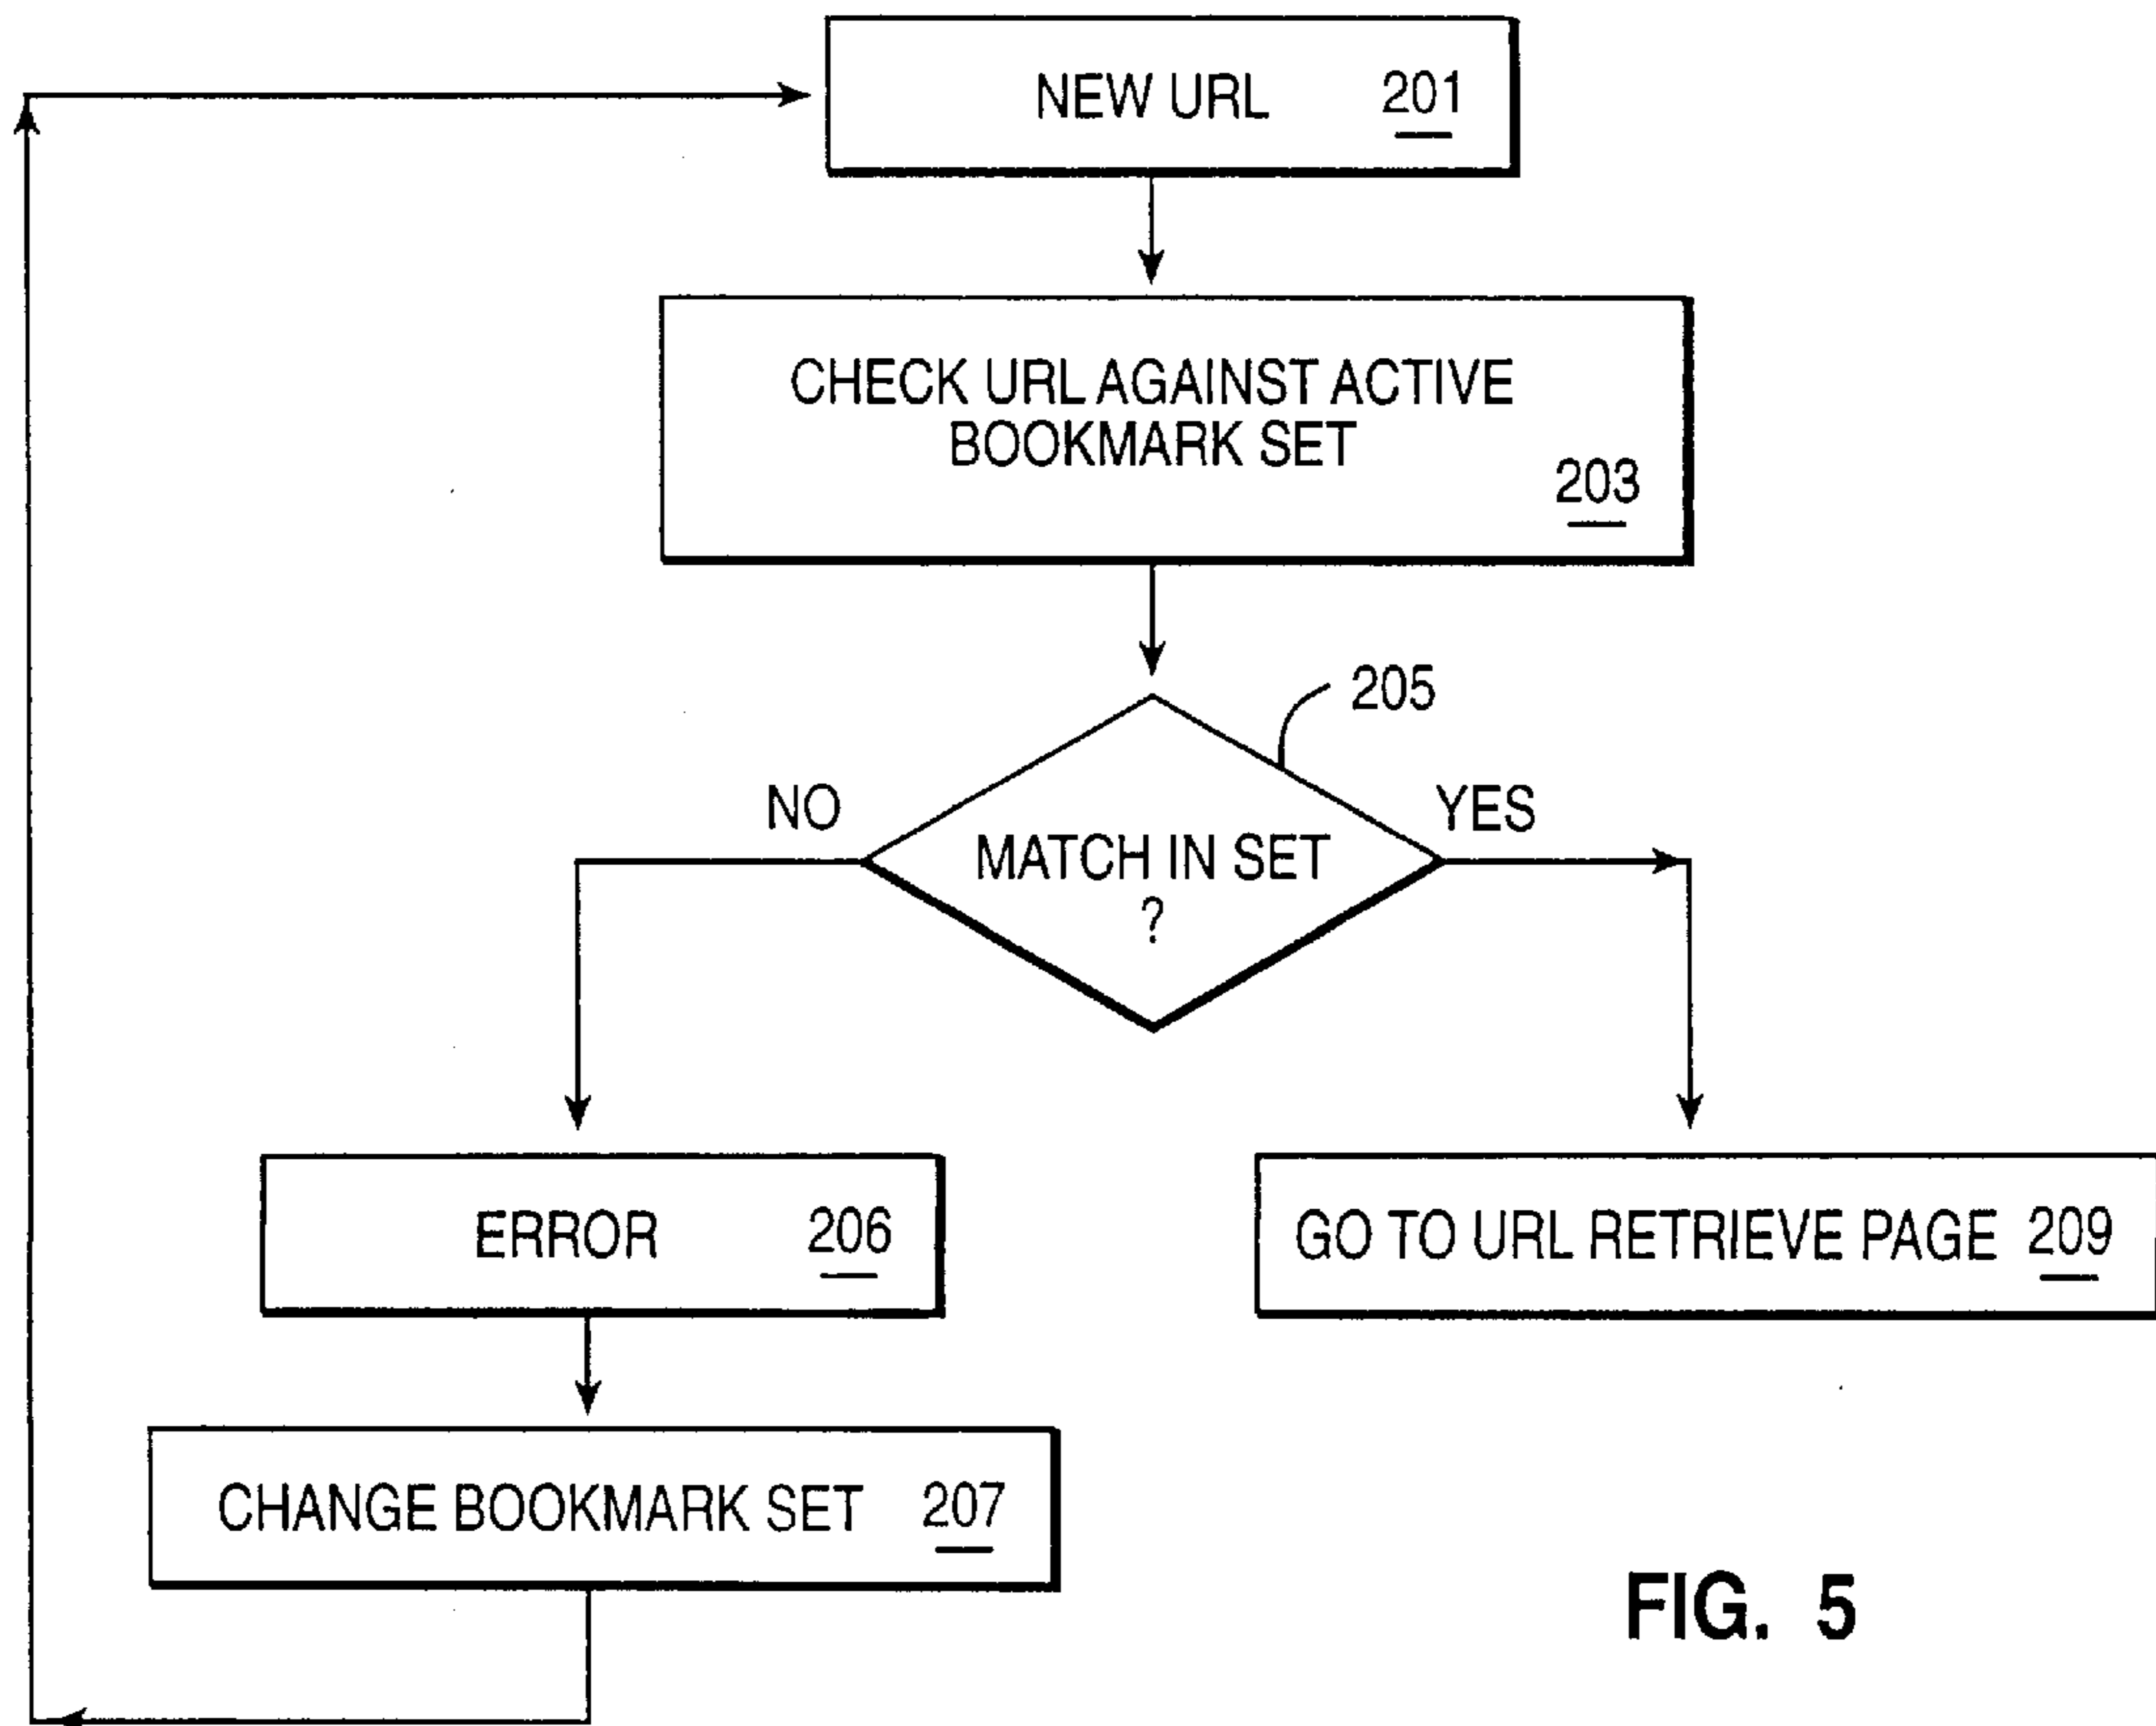 NEW URL 201
CHECK URL AGAINST ACTIVE
BOOKMARK SET
203
205
NO
YES
MATCH IN SET
?
ERROR 206
GO TO URL RETRIEVE PAGE 209
CHANGE BOOKMARK SET 207
FIG. 5